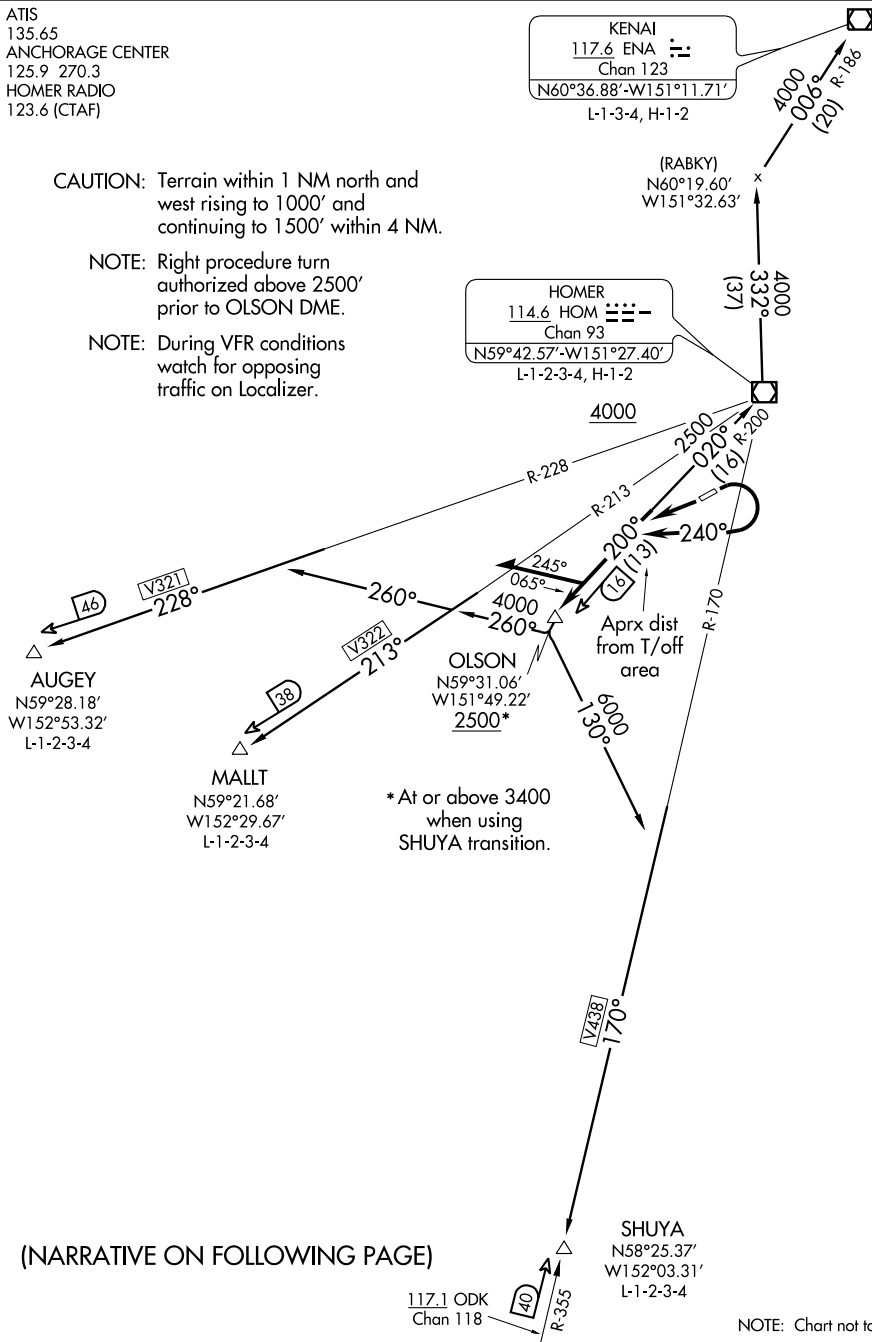 ATIS
135.65
ANCHORAGE CENTER
125.9 270.3
HOMER RADIO
123.6 (CTAF)
KENAI
117.6 ENA
Chan 123
N60°36.88’-W151°11.71’
L-1-3-4, H-1-2
R-186
4000
006°
(20)
(RABKY)
N60°19.60’
W151°32.63’
x
CAUTION: Terrain within 1 NM north and
west rising to 1000’ and
continuing to 1500’ within 4 NM.
NOTE: Right procedure turn
authorized above 2500’
prior to OLSON DME.
NOTE: During VFR conditions
watch for opposing
traffic on Localizer.
4000
332°
(37)
HOMER
114.6 HOM
Chan 93
N59°42.57’-W151°27.40’
L-1-2-3-4, H-1-2
4000
2500
020°
(16)
R-200
R-228
R-213
200°
(13)
240°
R-170
245°
065°
16
V321
228°
46
260°
4000
260°
V322
213°
38
Aprx dist
from T/off
area
AUGEY
N59°28.18’
W152°53.32’
L-1-2-3-4
OLSON
N59°31.06’
W151°49.22’
2500*
6000
130°
MALLT
N59°21.68’
W152°29.67’
L-1-2-3-4
*At or above 3400
when using
SHUYA transition.
V438
170°
SHUYA
N58°25.37’
W152°03.31’
L-1-2-3-4
(NARRATIVE ON FOLLOWING PAGE)
117.1 ODK
Chan 118
40
R-355
NOTE: Chart not to